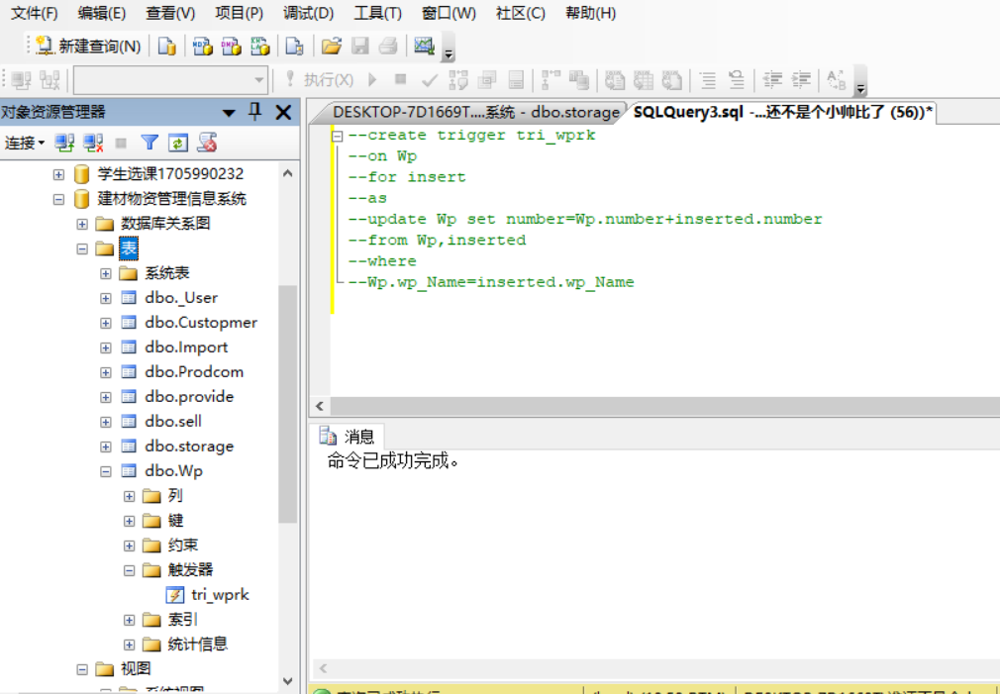 文件(F) 编辑(E) 查看(V) 项目(P) 调试(D) 工具(T) 窗口(W) 社区(C) 帮助(H)
新建查询(N)
执行(X)
对象资源管理器
连接
学生选课1705990232
建材物资管理信息系统
数据库关系图
表
系统表
dbo._User
dbo.Custopmer
dbo.Import
dbo.Prodcom
dbo.provide
dbo.sell
dbo.storage
dbo.Wp
列
键
约束
触发器
tri_wprk
索引
统计信息
视图
系统视图
DESKTOP-7D1669T....系统 - dbo.storage
SQLQuery3.sql -...还不是个小帅比了 (56))*
--create trigger tri_wprk
--on Wp
--for insert
--as
--update Wp set number=Wp.number+inserted.number
--from Wp,inserted
--where
--Wp.wp_Name=inserted.wp_Name
消息
命令已成功完成。